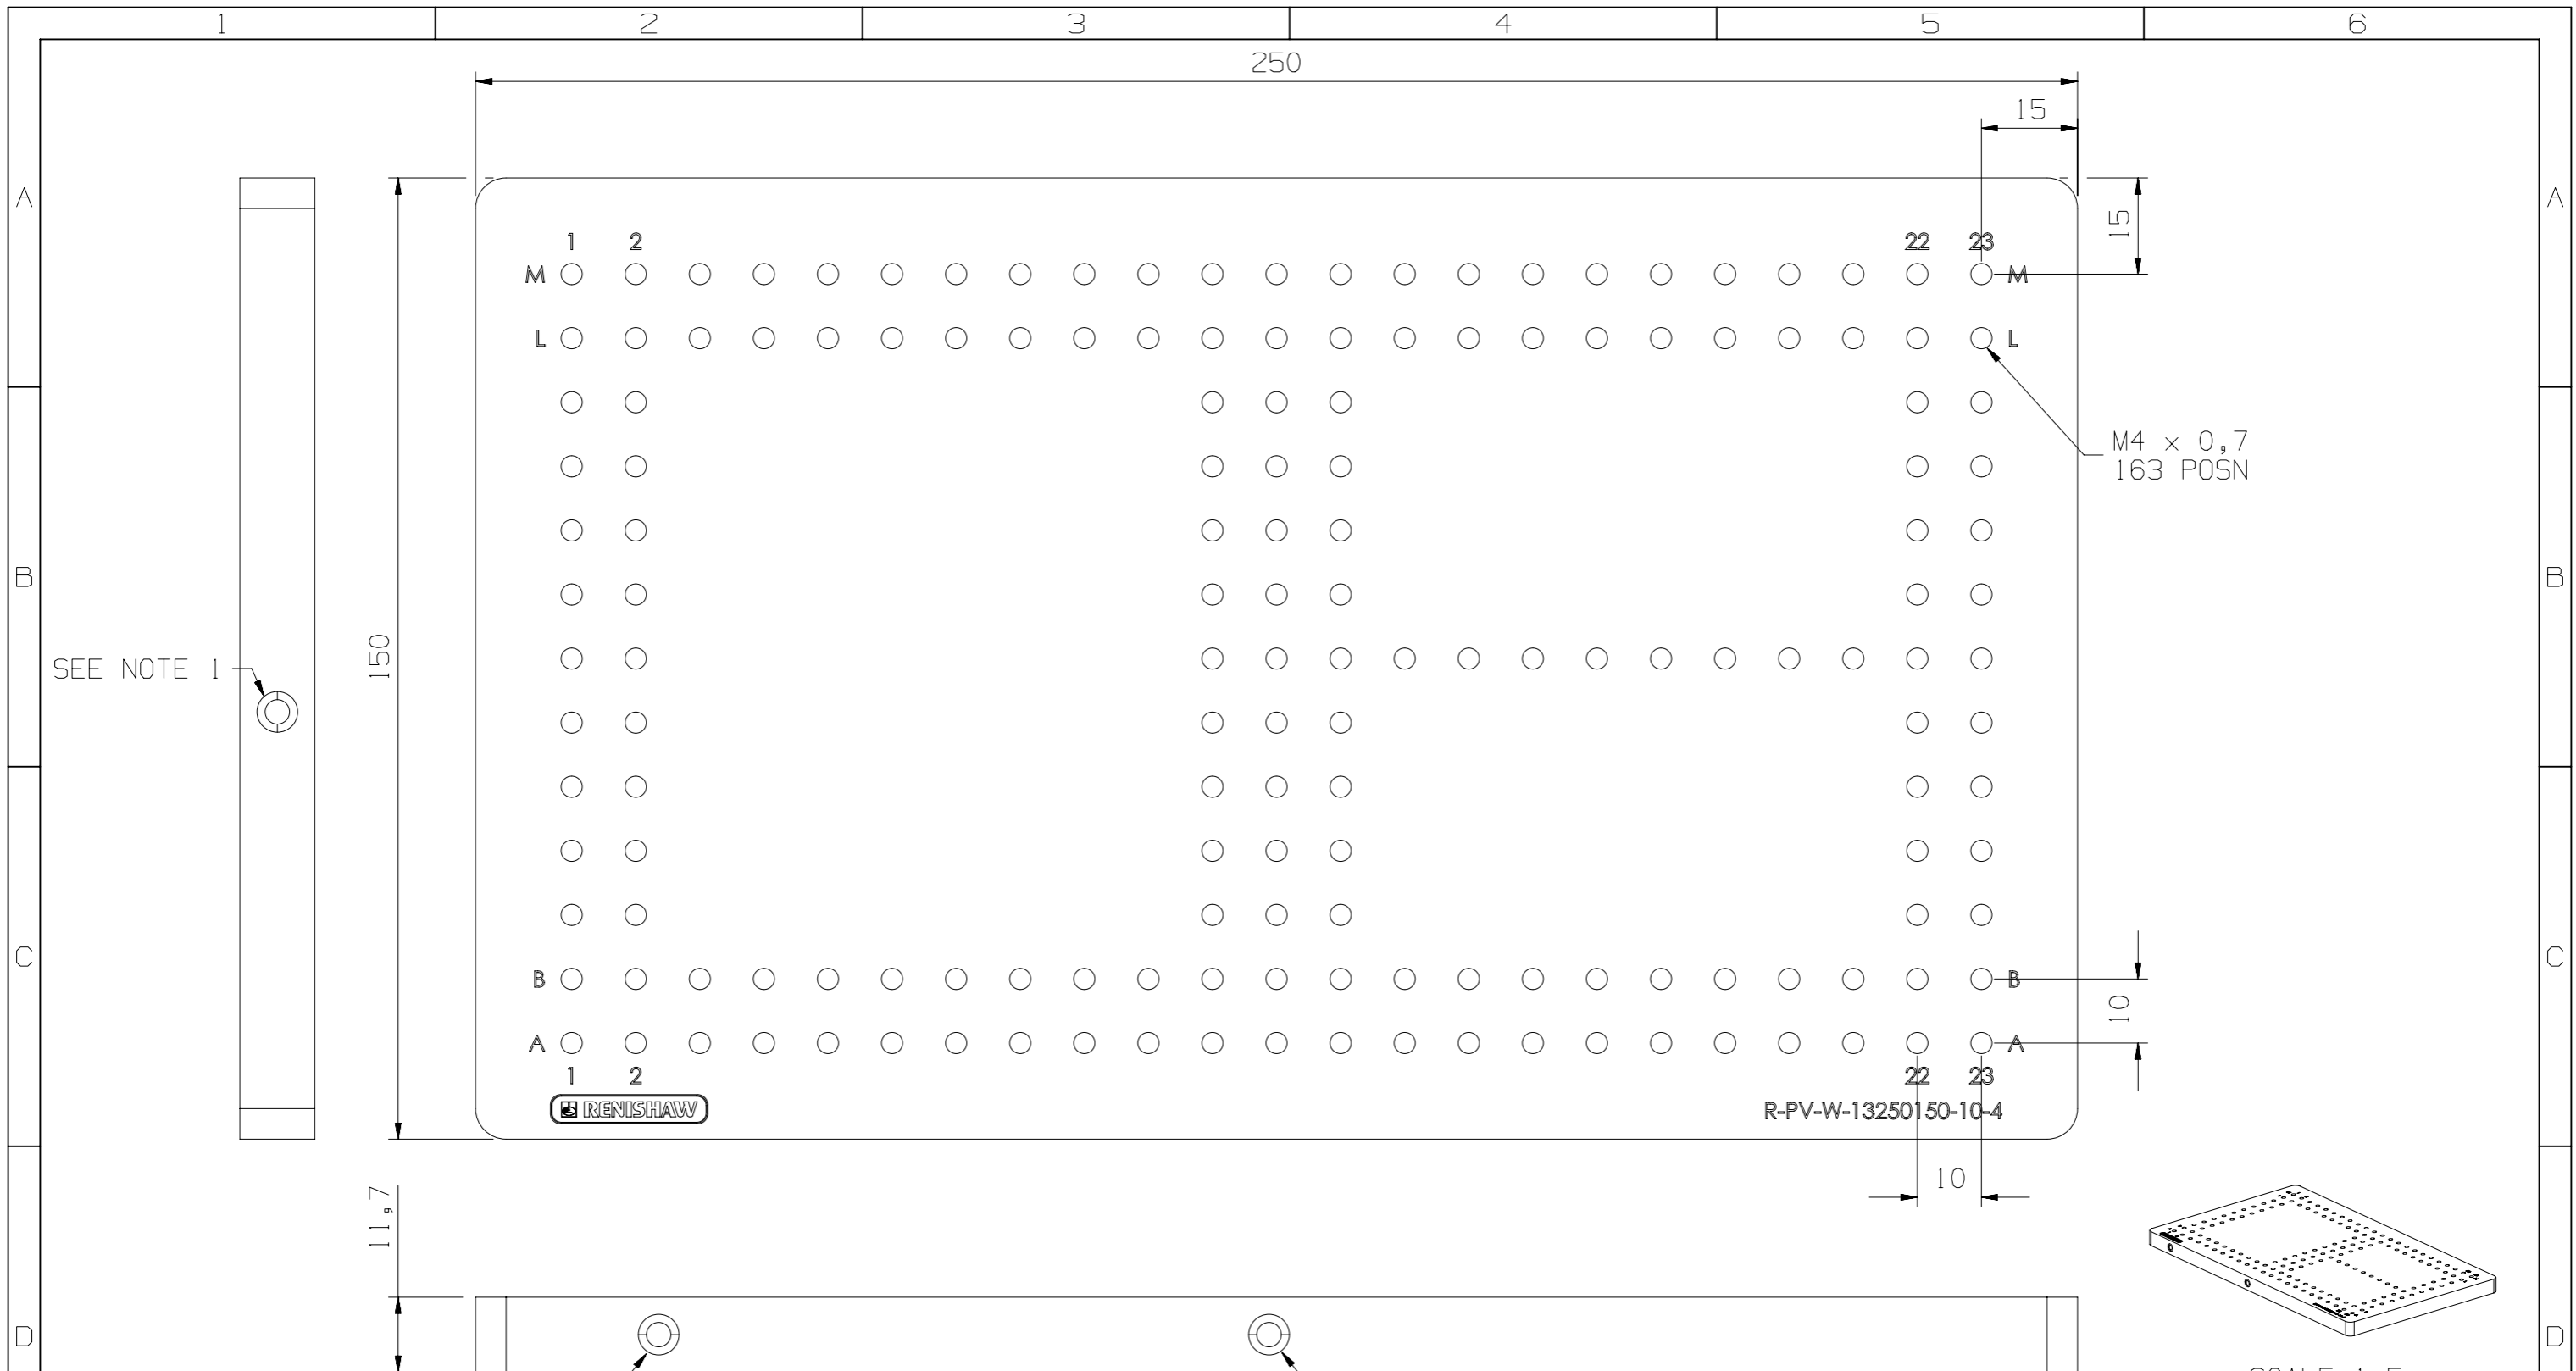 1 2 3 4 5 6
250
15
A A
15
1 2 22 23
M M
L L
M4 x 0,7
163 POSN
B B
150
SEE NOTE 1
C C
B B
10
A A
1 2 22 23
RENISHAW R-PV-W-13250150-10-4
10
11,7
D D